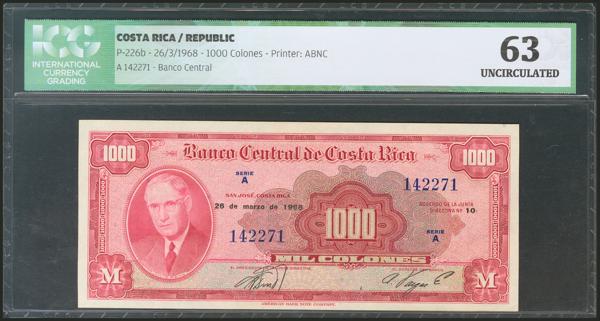 ICG
INTERNATIONAL
CURRENCY
GRADING
COSTA RICA / REPUBLIC
P-226b - 26/3/1968 - 1000 Colones - Printer: ABNC
A 142271 - Banco Central
63
UNCIRCULATED
1000
Banco Central de Costa Rica
1000
SERIE
A
142271
SAN JOSÉ, COSTA RICA
26 de marzo de 1968
ACUERDO DE LA JUNTA
DIRECTIVA Nº 10
142271
1000
SERIE
A
MIL COLONES
M
M
AMERICAN BANK NOTE COMPANY